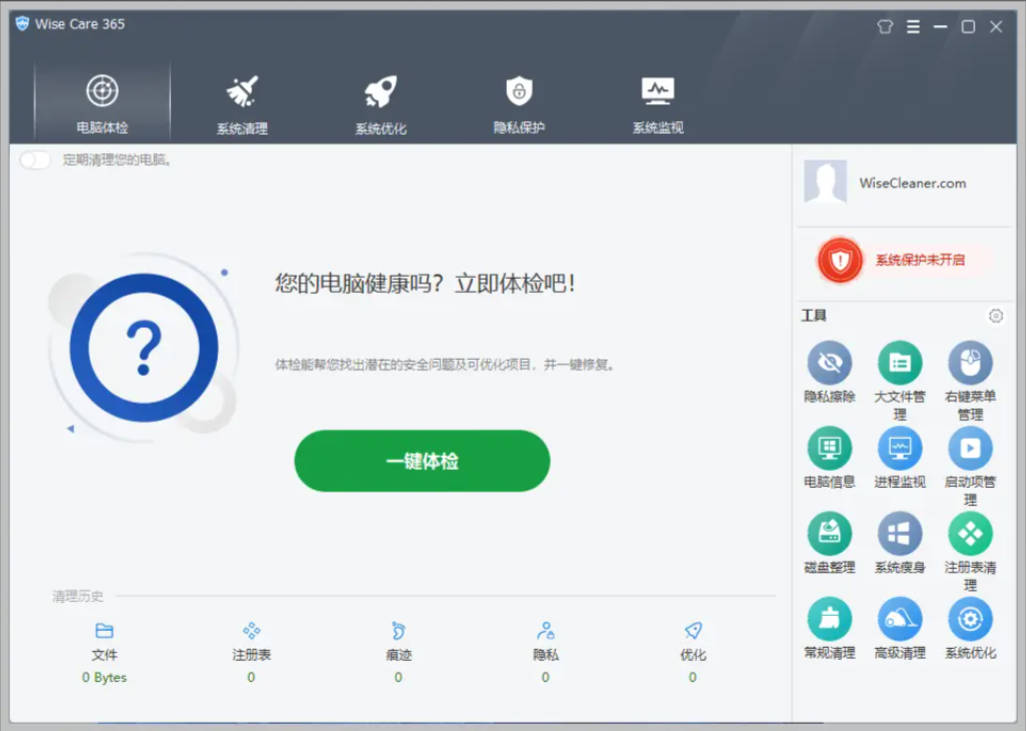 Wise Care 365
电脑体检
系统清理
系统优化
隐私保护
系统监视
定期清理您的电脑。
WiseCleaner.com
系统保护未开启
您的电脑健康吗？立即体检吧！
体检能帮您找出潜在的安全问题及可优化项目，并一键修复。
一键体检
工具
隐私擦除
大文件管
理
右键菜单
管理
电脑信息
进程监视
启动项管
理
磁盘整理
系统瘦身
注册表清
理
常规清理
高级清理
系统优化
清理历史
文件
注册表
痕迹
隐私
优化
0 Bytes
0
0
0
0